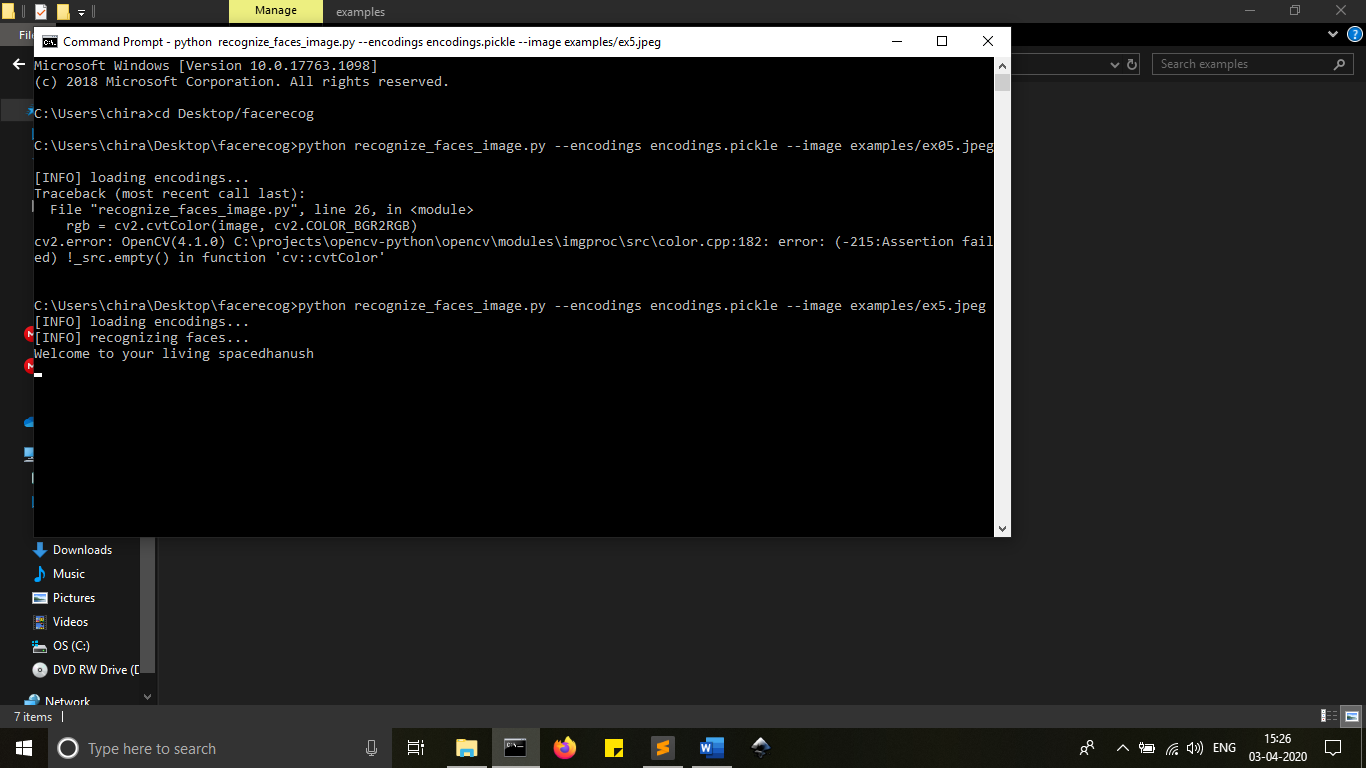 Manage
examples
Fil
Command Prompt - python  recognize_faces_image.py --encodings encodings.pickle --image examples/ex5.jpeg
Search examples
Microsoft Windows [Version 10.0.17763.1098]
(c) 2018 Microsoft Corporation. All rights reserved.
C:\Users\chira>cd Desktop/facerecog
C:\Users\chira\Desktop\facerecog>python recognize_faces_image.py --encodings encodings.pickle --image examples/ex05.jpeg
[INFO] loading encodings...
Traceback (most recent call last):
  File "recognize_faces_image.py", line 26, in <module>
    rgb = cv2.cvtColor(image, cv2.COLOR_BGR2RGB)
cv2.error: OpenCV(4.1.0) C:\projects\opencv-python\opencv\modules\imgproc\src\color.cpp:182: error: (-215:Assertion fail
ed) !_src.empty() in function 'cv::cvtColor'
C:\Users\chira\Desktop\facerecog>python recognize_faces_image.py --encodings encodings.pickle --image examples/ex5.jpeg
[INFO] loading encodings...
[INFO] recognizing faces...
Welcome to your living spacedhanush
Downloads
Music
Pictures
Videos
OS (C:)
DVD RW Drive (D
Network
7 items
Type here to search
ENG
15:26
03-04-2020